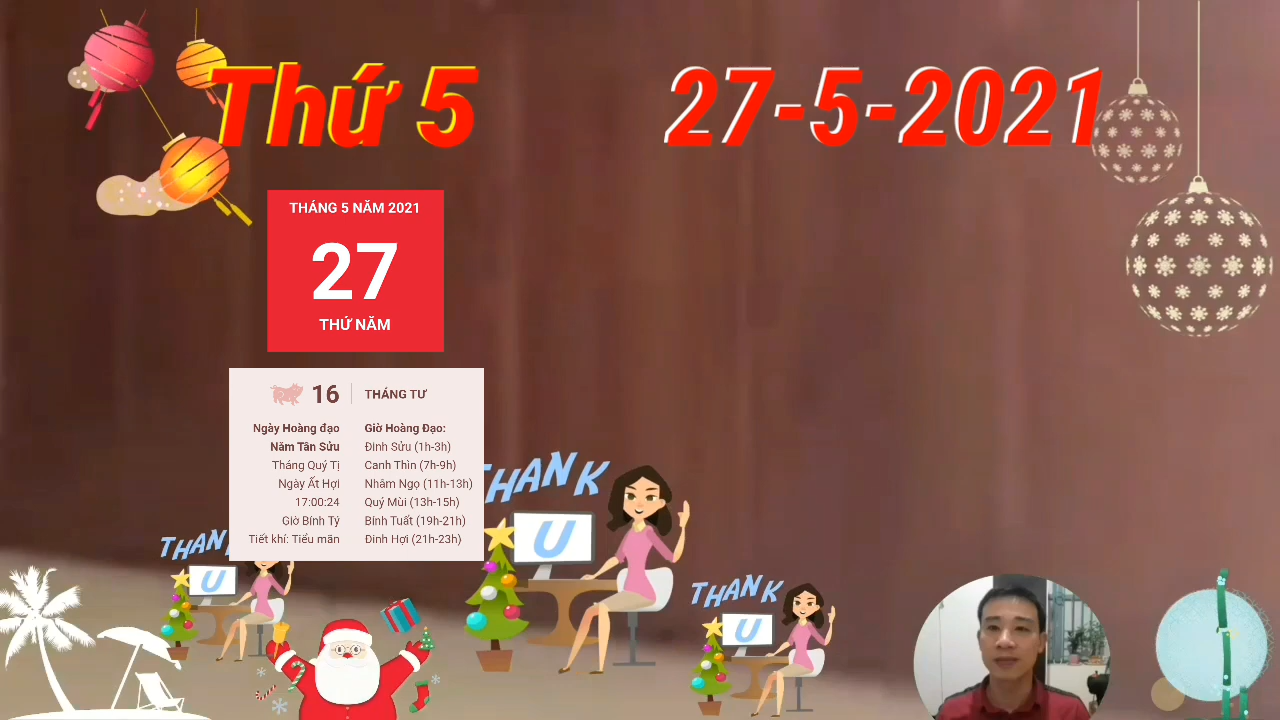 Thứ 5
27-5-2021
THÁNG 5 NĂM 2021
27
THỨ NĂM
16
THÁNG TƯ
Ngày Hoàng đạo
Năm Tân Sửu
Tháng Quý Tị
Ngày Ất Hợi
17:00:24
Giờ Bính Tý
Tiết khí: Tiểu mãn
Giờ Hoàng Đạo:
Đinh Sửu (1h-3h)
Canh Thìn (7h-9h)
Nhâm Ngọ (11h-13h)
Quý Mùi (13h-15h)
Bính Tuất (19h-21h)
Đinh Hợi (21h-23h)
THANK
U
THAN
U
THANK
U